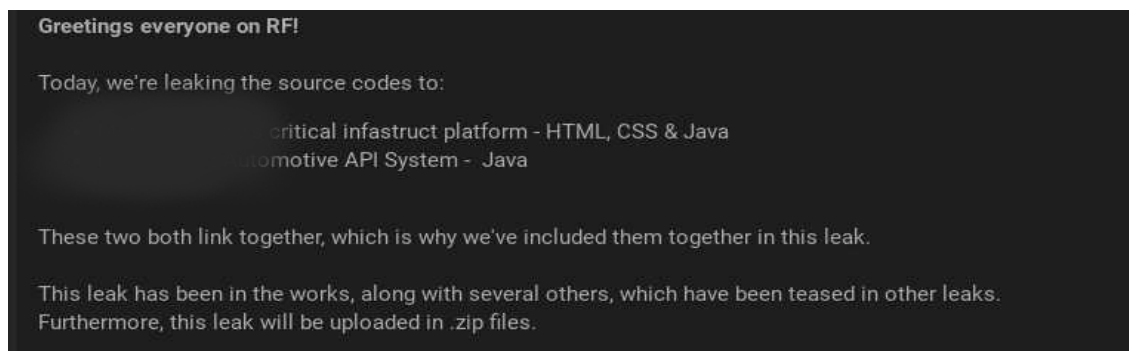 Greetings everyone on RF!
Today, we're leaking the source codes to:
critical infastruct platform - HTML, CSS & Java
Automotive API System - Java
These two both link together, which is why we've included them together in this leak.
This leak has been in the works, along with several others, which have been teased in other leaks.
Furthermore, this leak will be uploaded in .zip files.